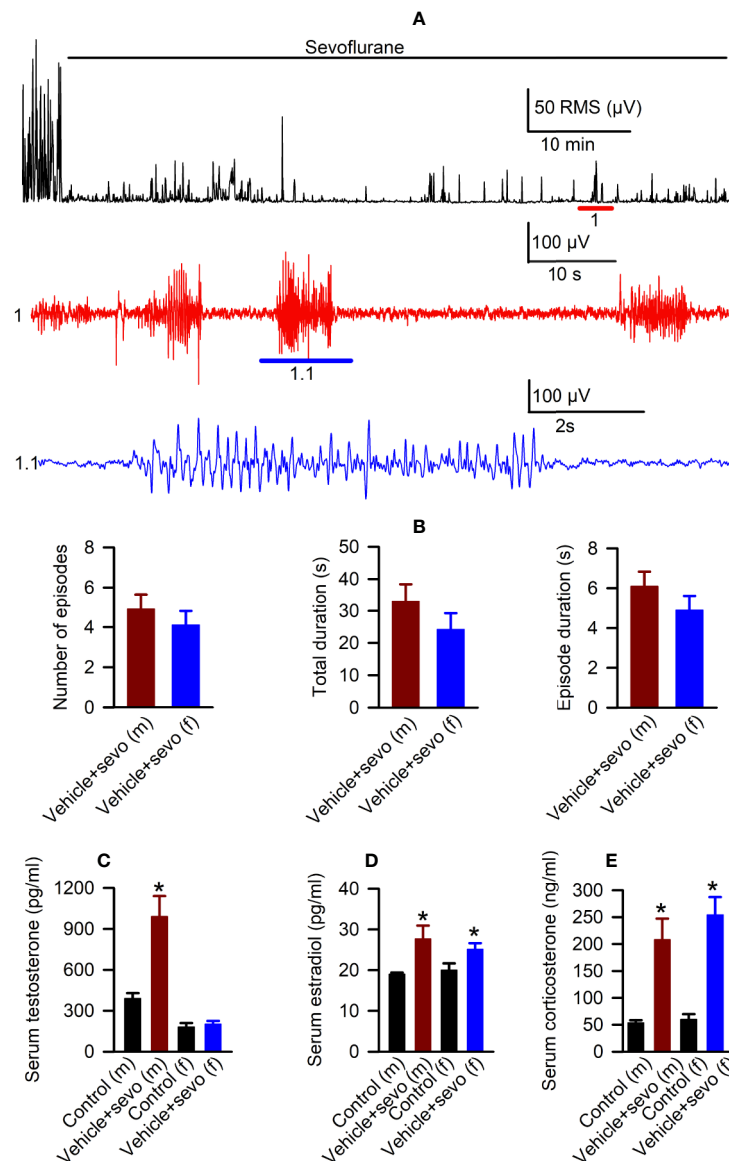 A
Sevoflurane
50 RMS (µV)
10 min
1
100 µV
10 s
1
1.1
100 µV
2s
1.1
B
Number of episodes
8
6
4
2
0
Vehicle+sevo (m)
Vehicle+sevo (f)
Total duration (s)
50
40
30
20
10
0
Vehicle+sevo (m)
Vehicle+sevo (f)
Episode duration (s)
8
6
4
2
0
Vehicle+sevo (m)
Vehicle+sevo (f)
C
Serum testosterone (pg/ml)
1200
900
600
300
0
*
Control (m)
Vehicle+sevo (m)
Control (f)
Vehicle+sevo (f)
D
Serum estradiol (pg/ml)
40
30
20
10
0
*
*
Control (m)
Vehicle+sevo (m)
Control (f)
Vehicle+sevo (f)
E
Serum corticosterone (ng/ml)
300
250
200
150
100
50
0
*
*
Control (m)
Vehicle+sevo (m)
Control (f)
Vehicle+sevo (f)